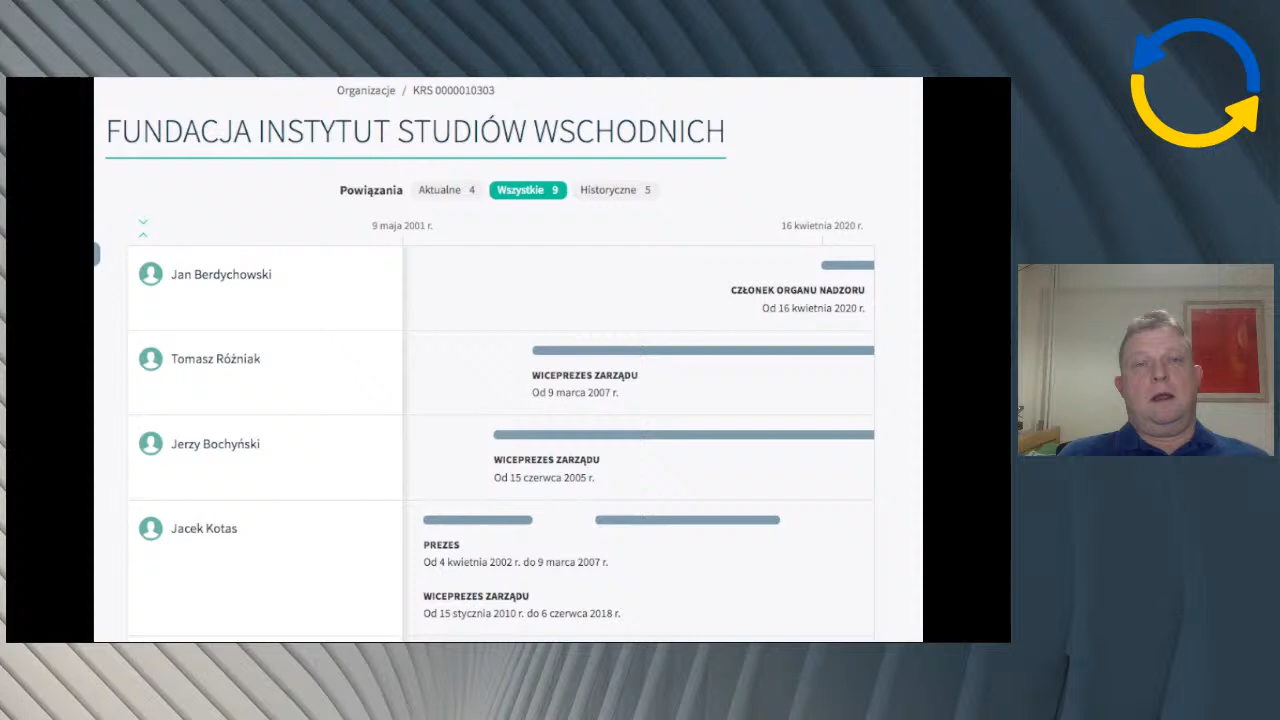 Organizacje / KRS 0000010303
FUNDACJA INSTYTUT STUDIÓW WSCHODNICH
Powiązania Aktualne 4 Wszystkie 9 Historyczne 5
9 maja 2001 r. 16 kwietnia 2020 r.
Jan Berdychowski
CZŁONEK ORGANU NADZORU
Od 16 kwietnia 2020 r.
Tomasz Różniak
WICEPREZES ZARZĄDU
Od 9 marca 2007 r.
Jerzy Bochyński
WICEPREZES ZARZĄDU
Od 15 czerwca 2005 r.
Jacek Kotas
PREZES
Od 4 kwietnia 2002 r. do 9 marca 2007 r.
WICEPREZES ZARZĄDU
Od 15 stycznia 2010 r. do 6 czerwca 2018 r.